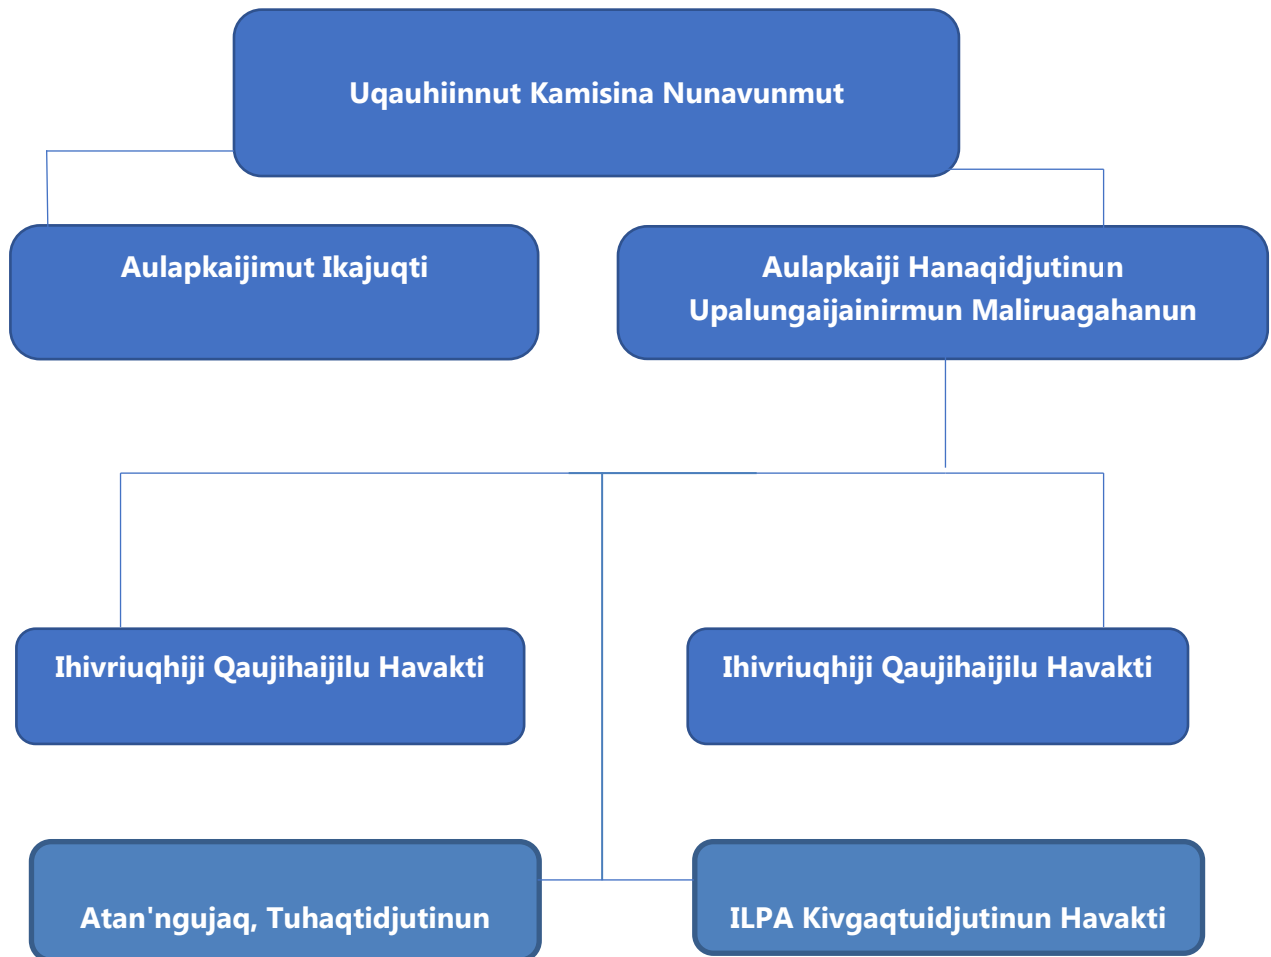 Uqauhiinnut Kamisina Nunavunmut
Aulapkaijimut Ikajuqti
Aulapkaiji Hanaqidjutinun
Upalungaijainirmun Maliruagahanun
Ihivriuqhiji Qaujihaijilu Havakti
Ihivriuqhiji Qaujihaijilu Havakti
Atan'ngujaq, Tuhaqtidjutinun
ILPA Kivgaqtuidjutinun Havakti